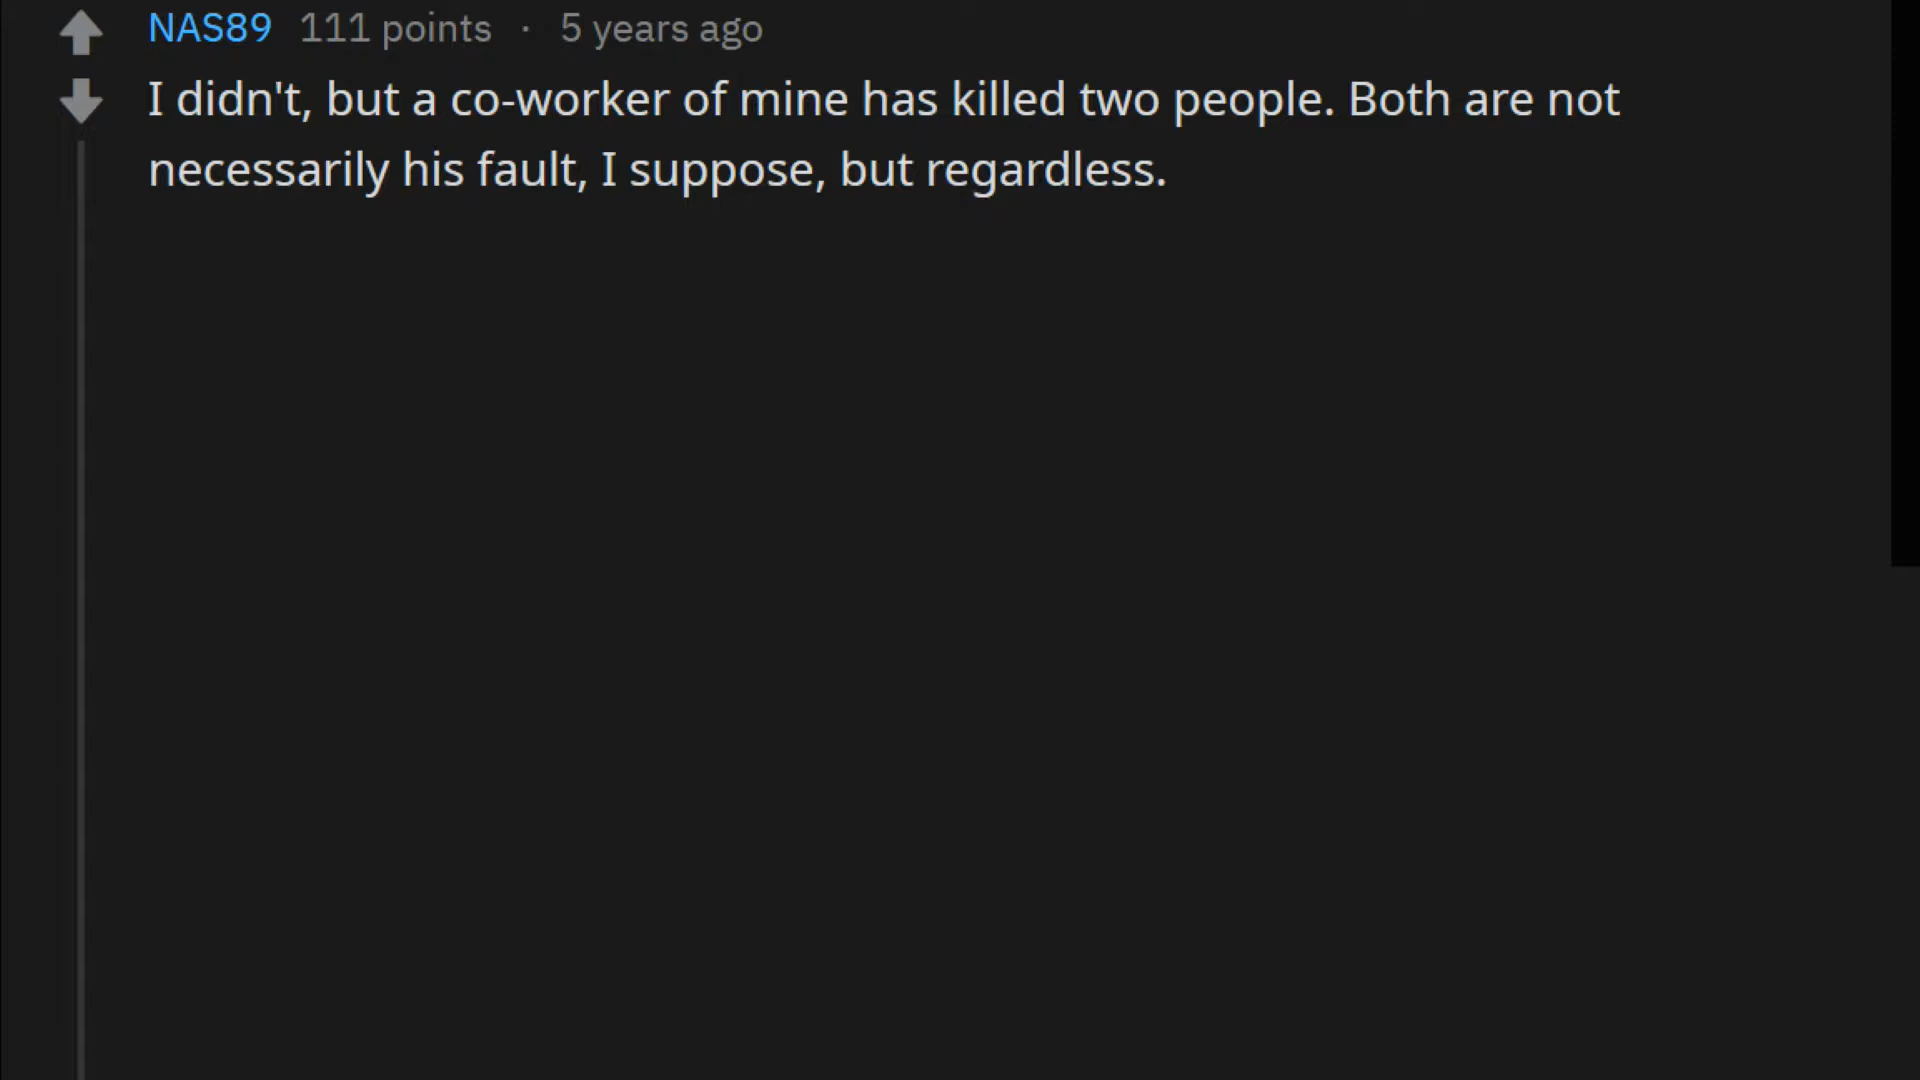 NAS89 111 points · 5 years ago
I didn't, but a co-worker of mine has killed two people. Both are not
necessarily his fault, I suppose, but regardless.